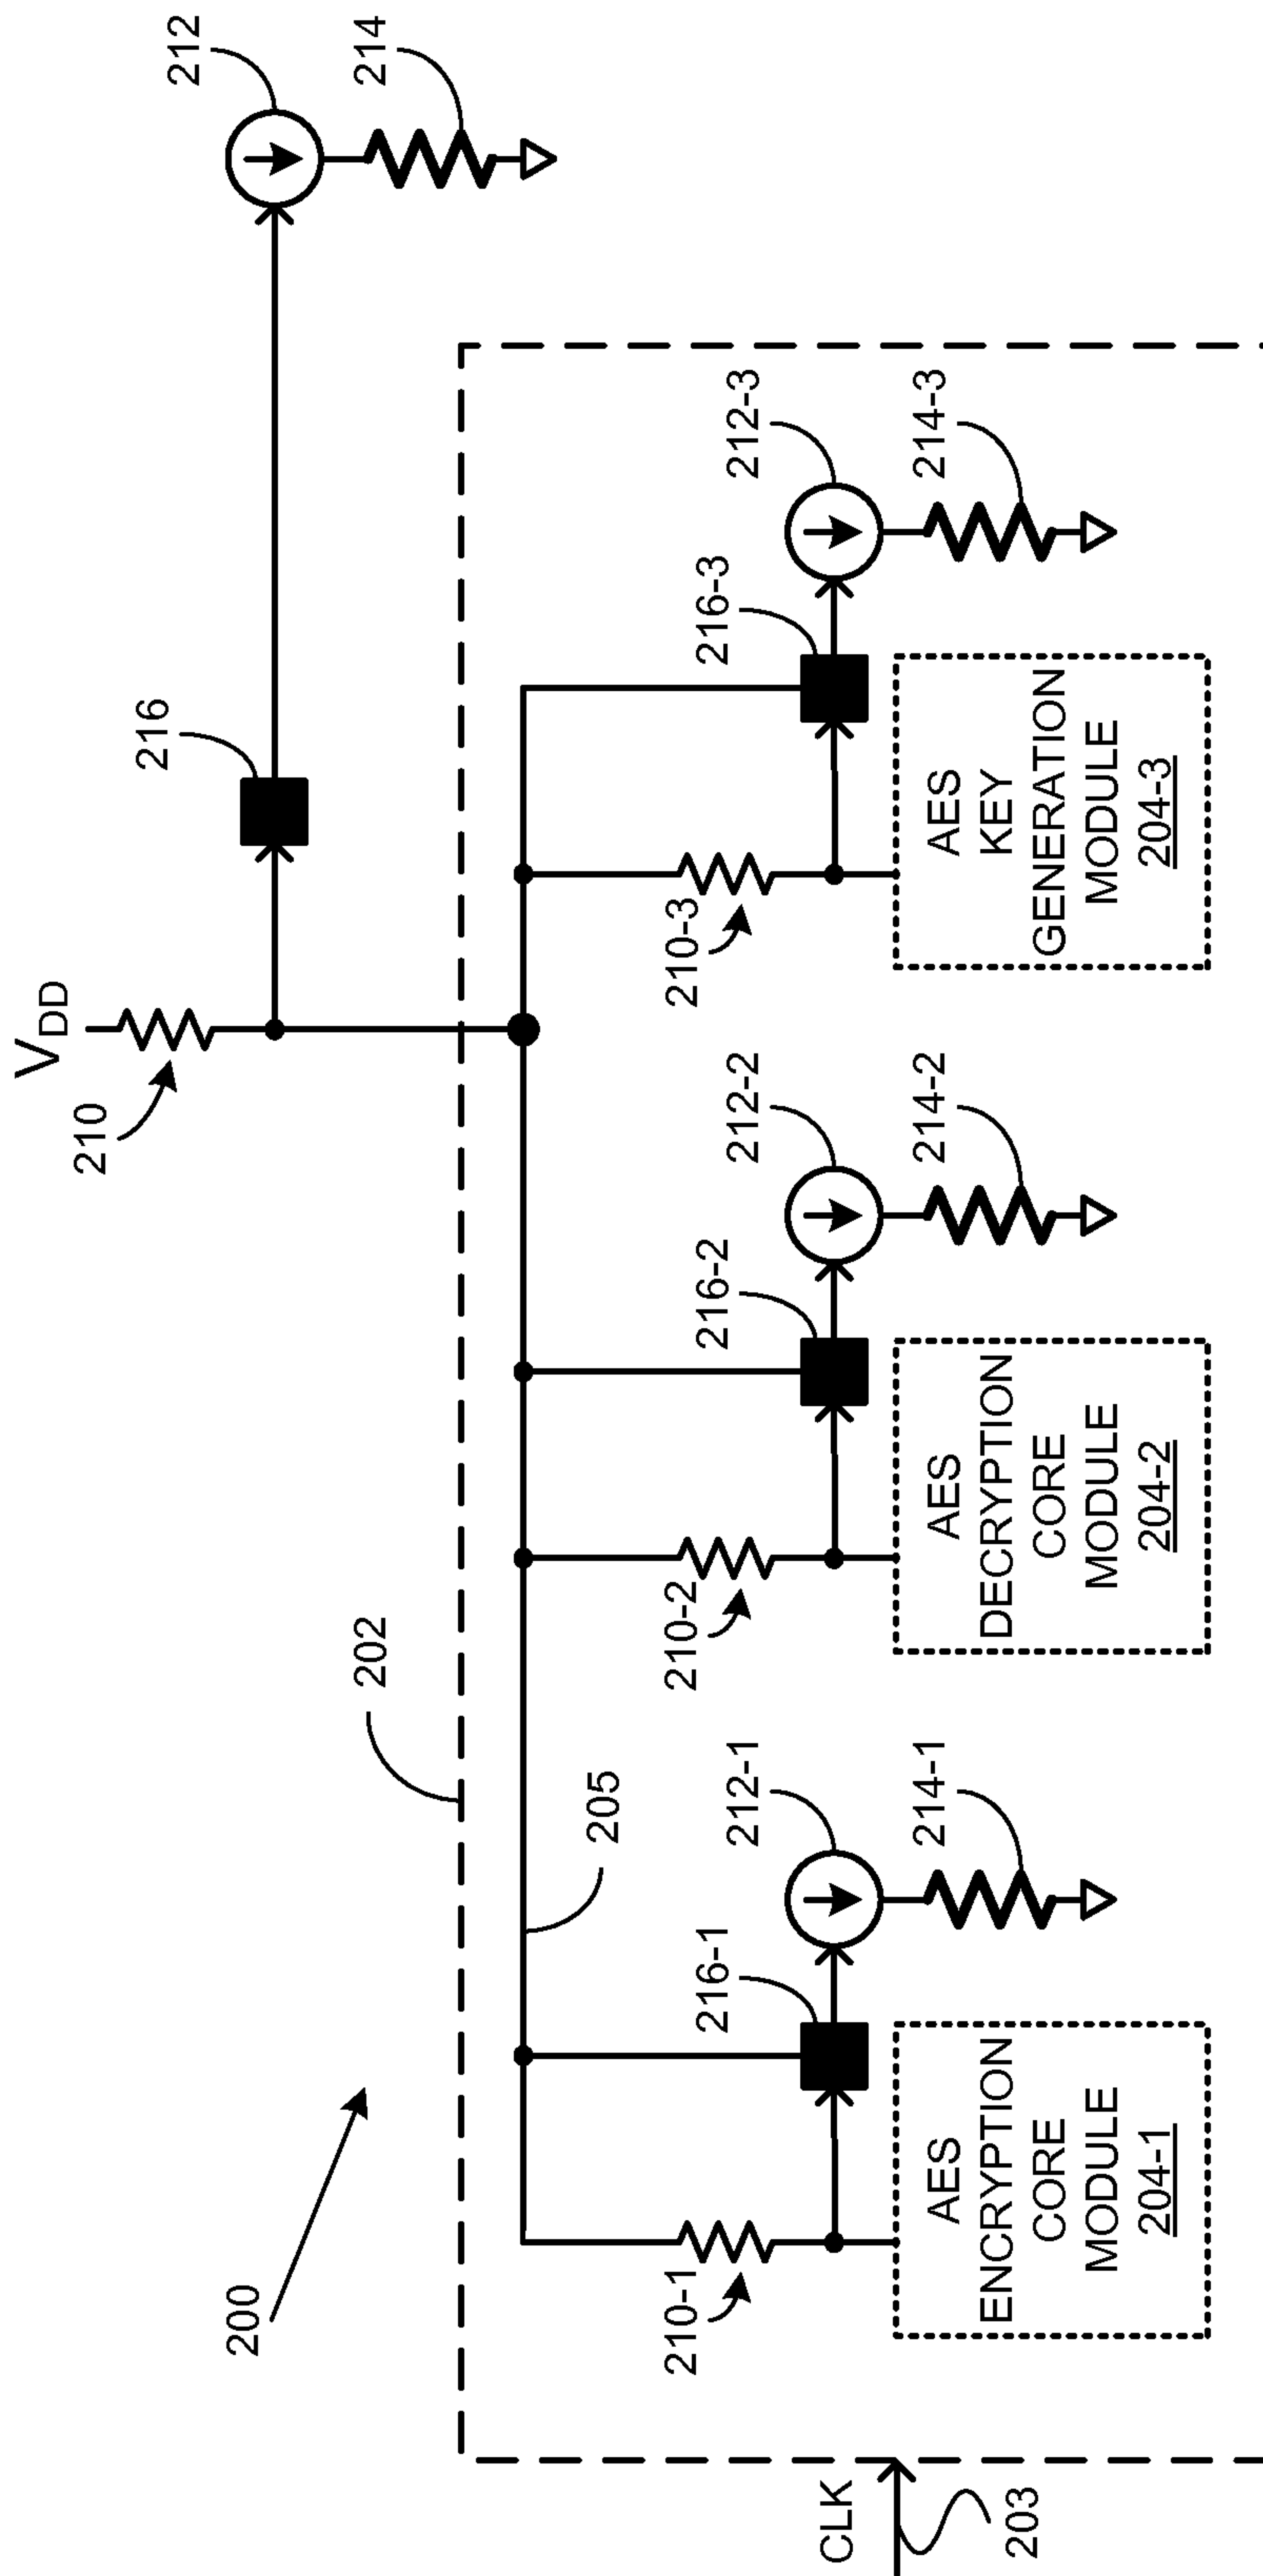 200
202
V_DD
210
216
212
214
205
CLK
203
210-1
216-1
212-1
214-1
AES
ENCRYPTION
CORE
MODULE
204-1
210-2
216-2
212-2
214-2
AES
DECRYPTION
CORE
MODULE
204-2
210-3
216-3
212-3
214-3
AES
KEY
GENERATION
MODULE
204-3